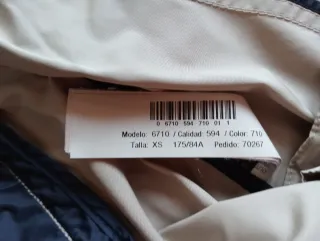 0 6710 594 710 01 1
Modelo: 6710 / Calidad: 594 / Color: 710
Talla: XS 175/84A Pedido: 70267